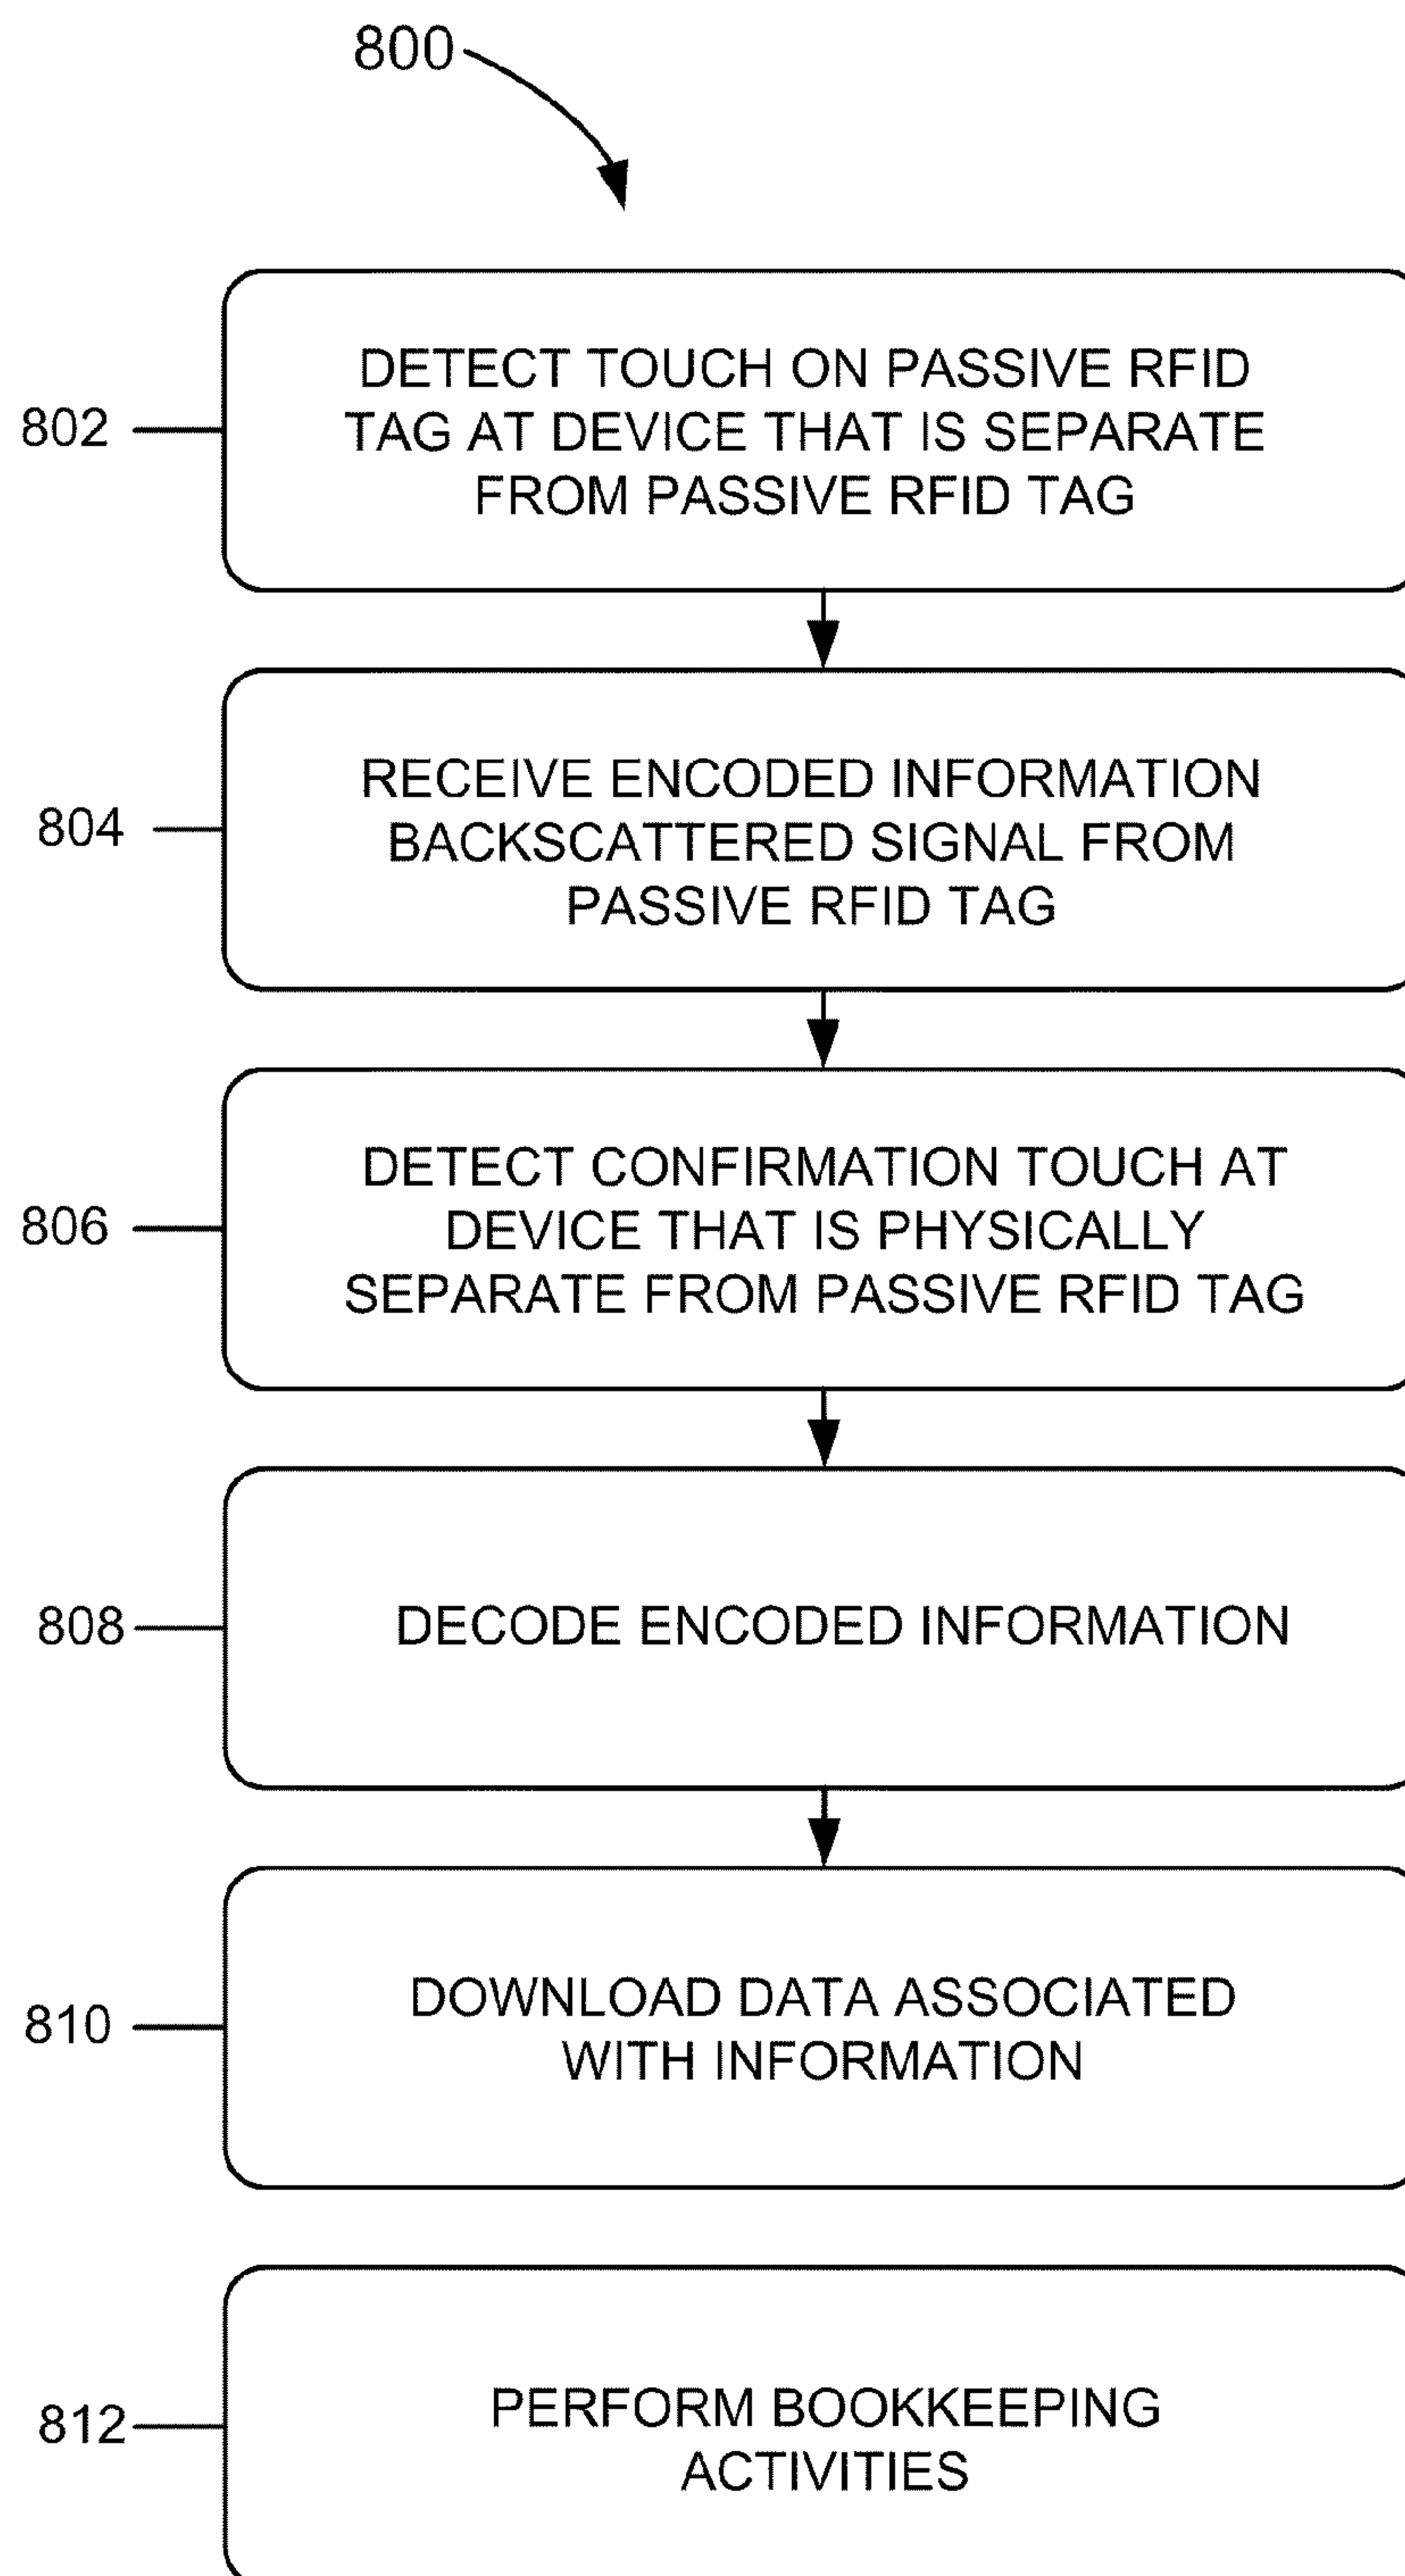 800
802
DETECT TOUCH ON PASSIVE RFID
TAG AT DEVICE THAT IS SEPARATE
FROM PASSIVE RFID TAG
804
RECEIVE ENCODED INFORMATION
BACKSCATTERED SIGNAL FROM
PASSIVE RFID TAG
806
DETECT CONFIRMATION TOUCH AT
DEVICE THAT IS PHYSICALLY
SEPARATE FROM PASSIVE RFID TAG
808
DECODE ENCODED INFORMATION
810
DOWNLOAD DATA ASSOCIATED
WITH INFORMATION
812
PERFORM BOOKKEEPING
ACTIVITIES